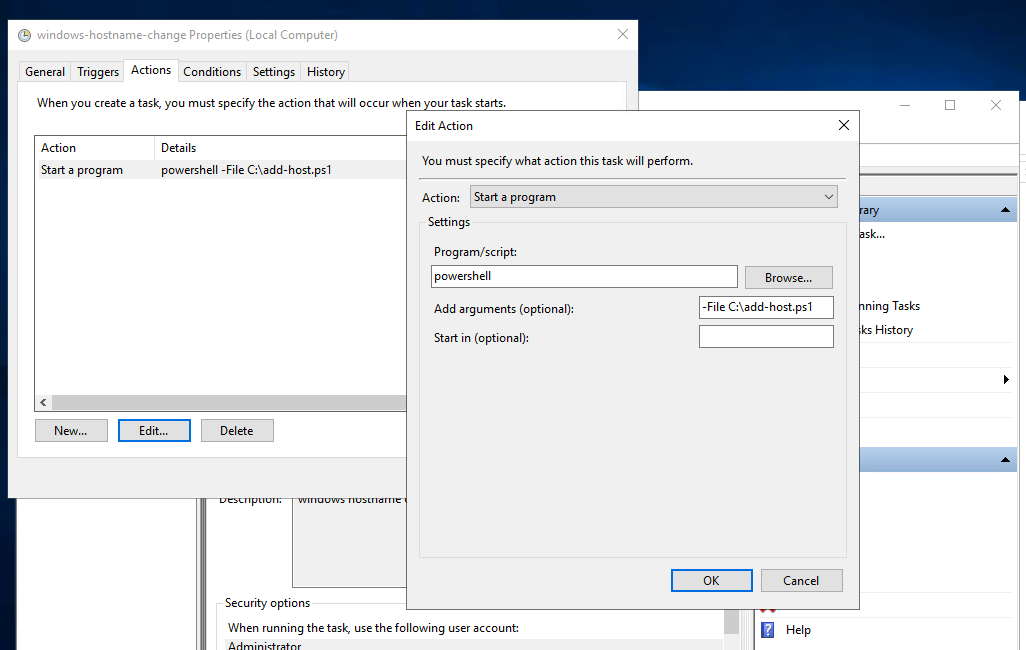 windows-hostname-change Properties (Local Computer)
General Triggers Actions Conditions Settings History
When you create a task, you must specify the action that will occur when your task starts.
Action Details
Start a program powershell -File C:\add-host.ps1
New... Edit... Delete
Edit Action
You must specify what action this task will perform.
Action: Start a program
Settings
Program/script:
powershell Browse...
Add arguments (optional): -File C:\add-host.ps1
Start in (optional):
OK Cancel
rary
ask...
nning Tasks
ks History
Description: windows hostname
Security options
When running the task, use the following user account:
Administrator
Help